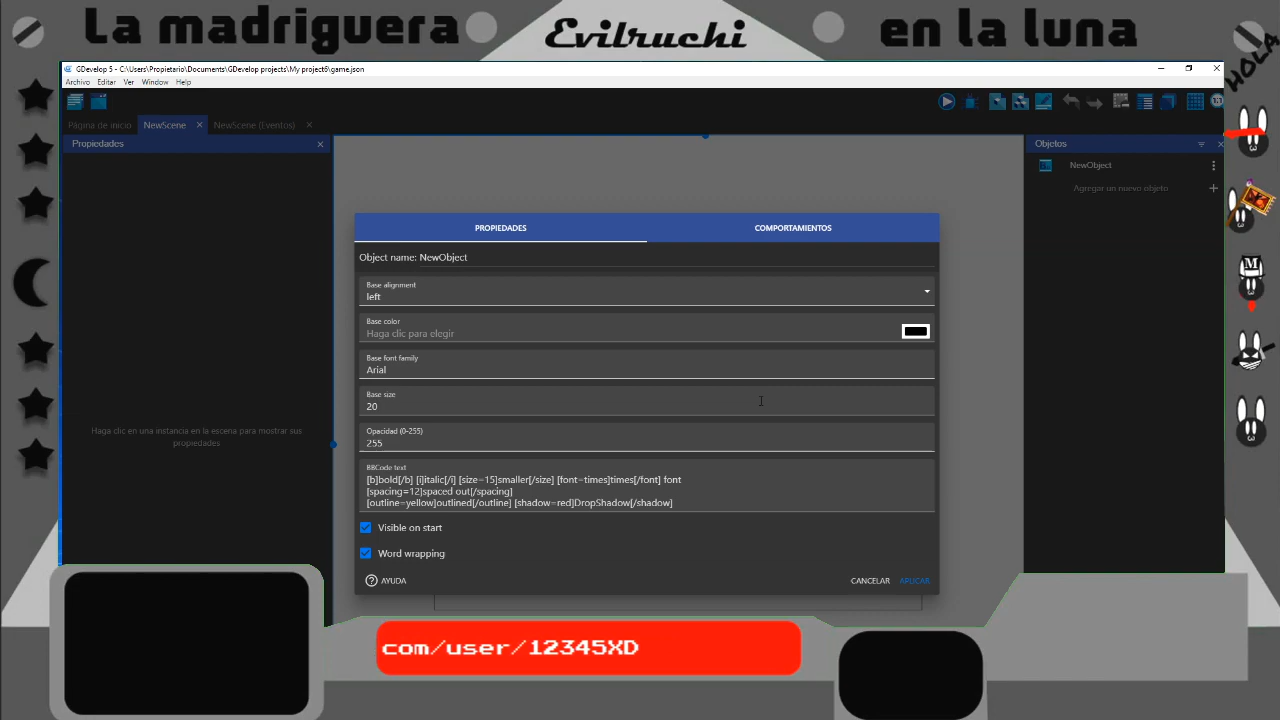 La madriguera
Evilruchi
en la luna
HOLA
GDevelop 5 - C:\Users\Propietario\Documents\GDevelop projects\My project6\game.json
Archivo Editar Ver Window Help
1:1
Página de inicio
NewScene
NewScene (Eventos)
Propiedades
Haga clic en una instancia en la escena para mostrar sus
propiedades
Objetos
NewObject
Agregar un nuevo objeto
PROPIEDADES
COMPORTAMIENTOS
Object name: NewObject
Base alignment
left
Base color
Haga clic para elegir
Base font family
Arial
Base size
20
Opacidad (0-255)
255
BBCode text
[b]bold[/b] [i]italic[/i] [size=15]smaller[/size] [font=times]times[/font] font
[spacing=12]spaced out[/spacing]
[outline=yellow]outlined[/outline] [shadow=red]DropShadow[/shadow]
Visible on start
Word wrapping
AYUDA
CANCELAR
APLICAR
M
com/user/12345XD